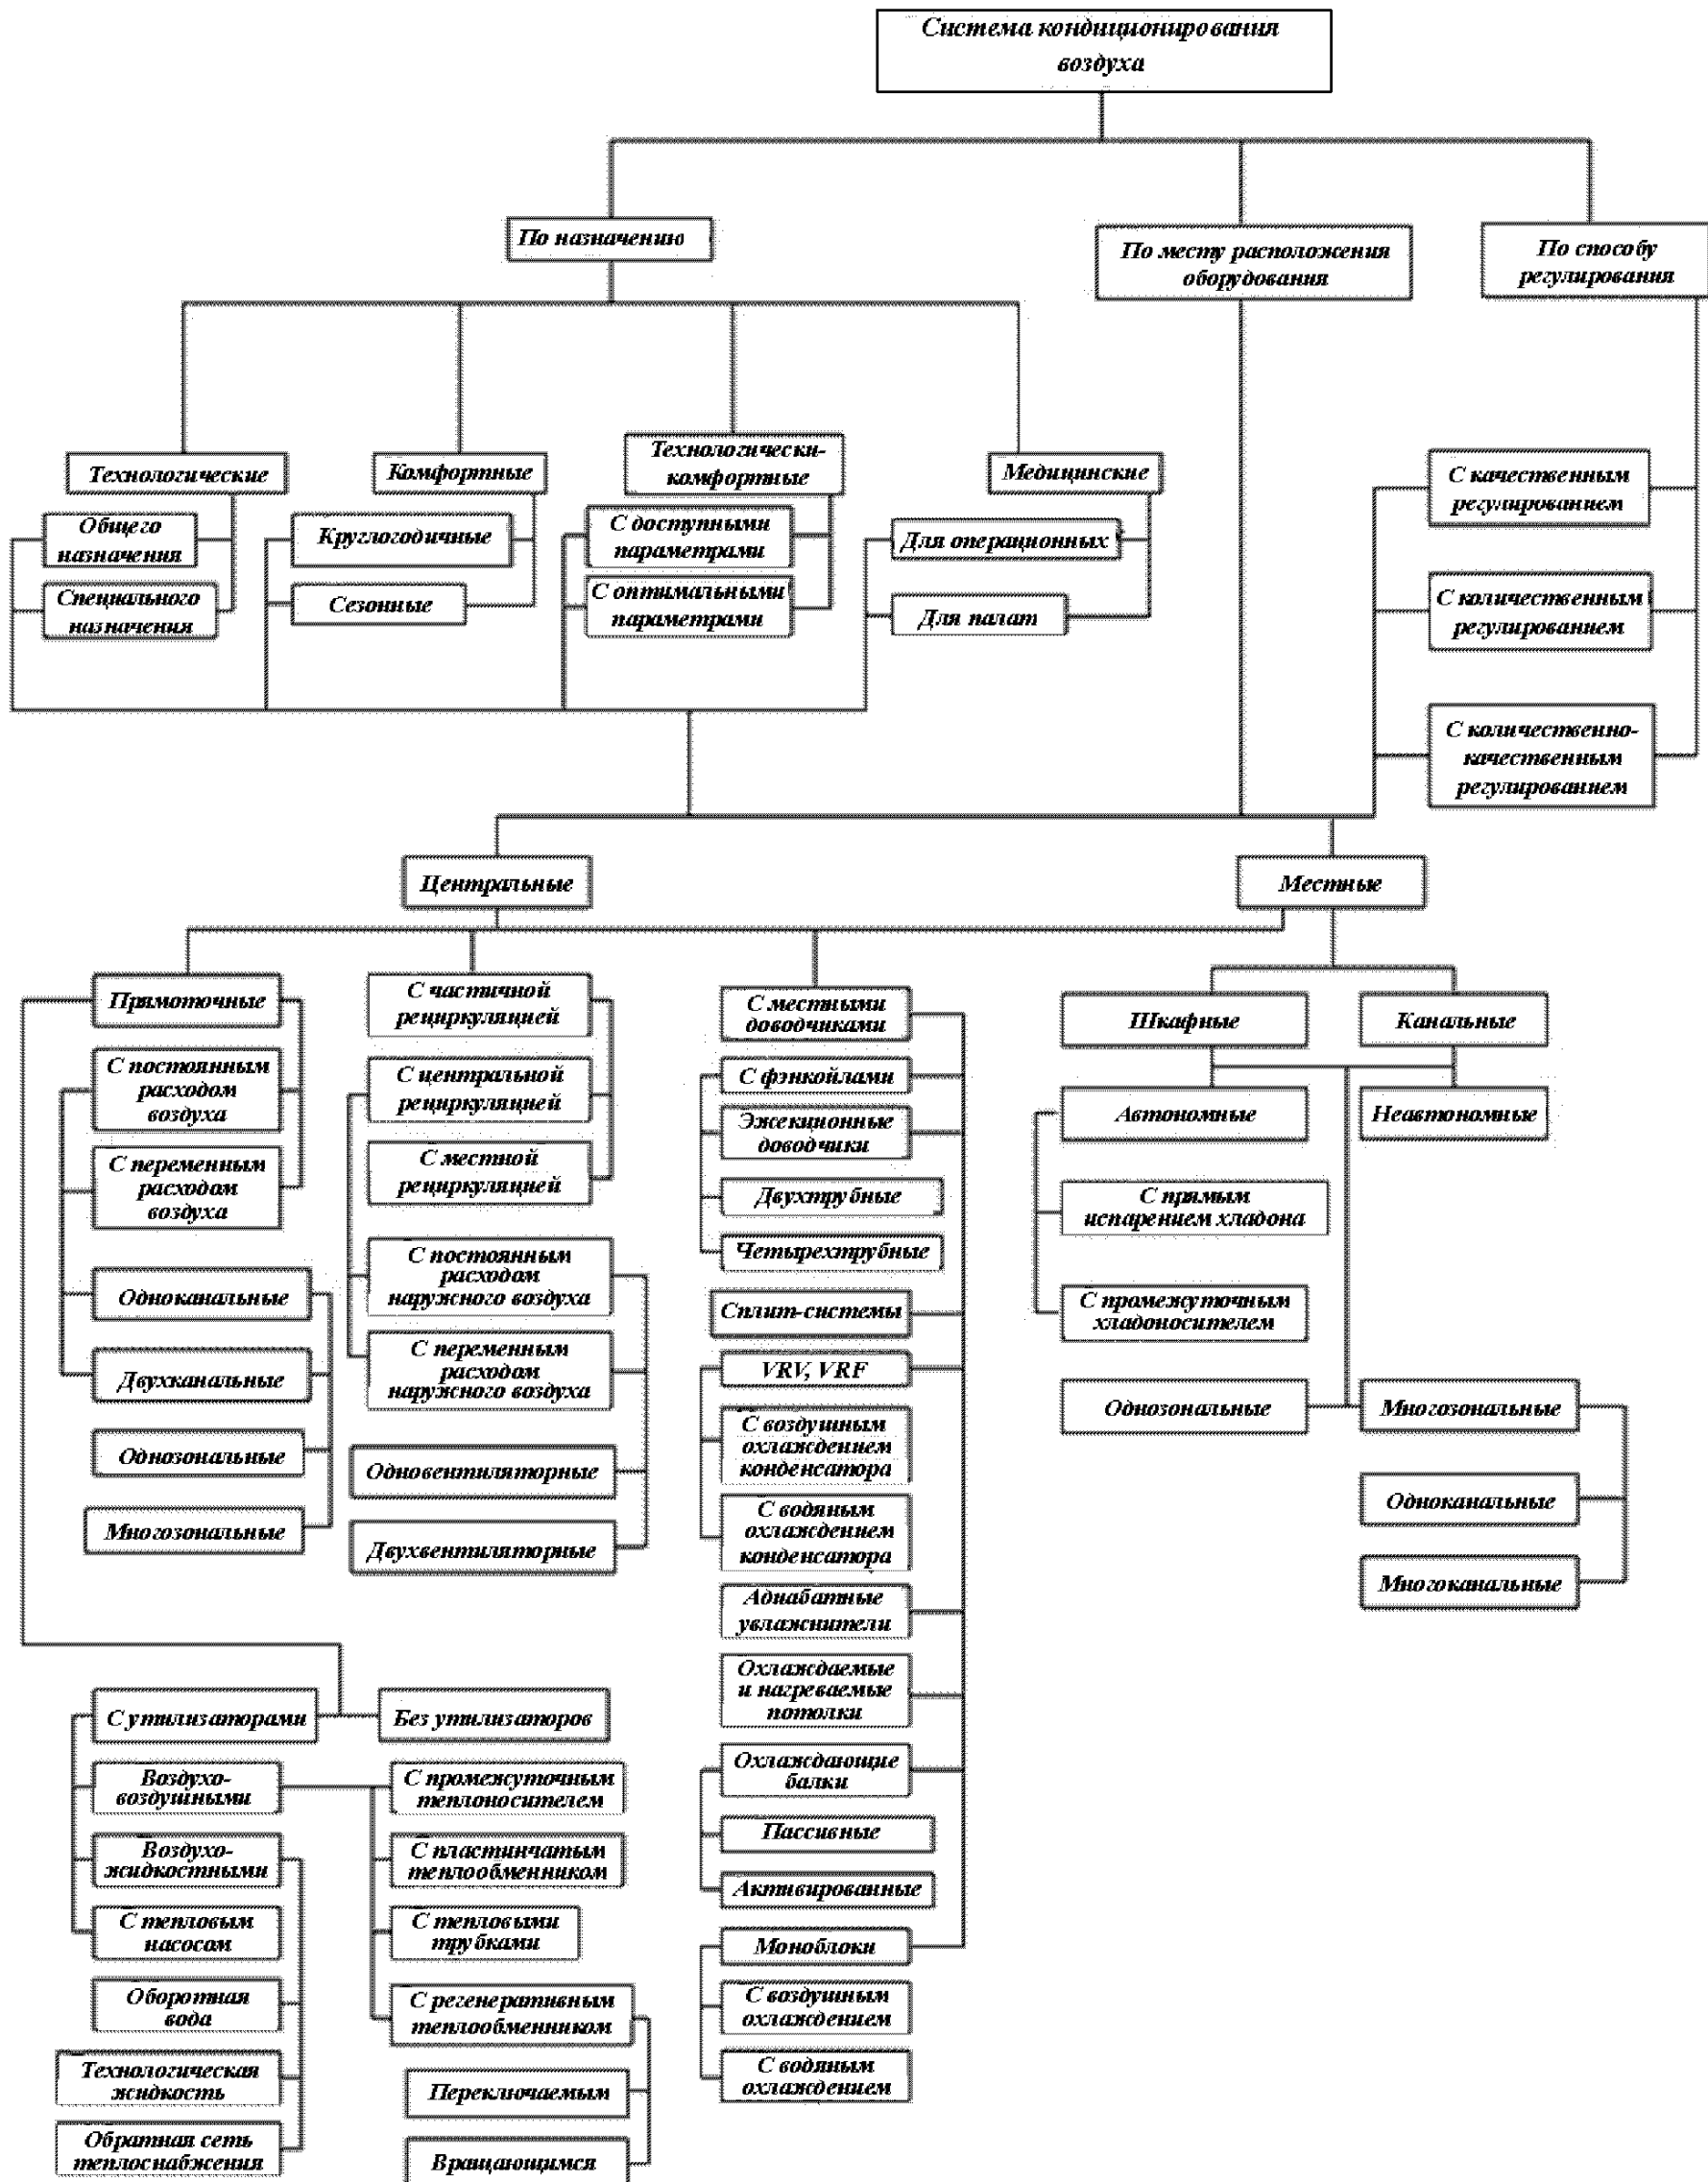 Система кондиционирования
воздуха
По назначению
По месту расположения
оборудования
По способу
регулирования
Технологические
Комфортные
Технологически-
комфортные
Медицинские
Общего
назначения
Специального
назначения
Круглогодичные
Сезонные
С доступными
параметрами
С оптимальными
параметрами
Для операционных
Для палат
С качественным
регулированием
С количественным
регулированием
С количественно-
качественным
регулированием
Центральные
Местные
Прямоточные
С постоянным
расходом
воздуха
С переменным
расходом
воздуха
Одноканальные
Двухканальные
Однозональные
Многозональные
С частичной
рециркуляцией
С центральной
рециркуляцией
С местной
рециркуляцией
С постоянным
расходом
наружного воздуха
С переменным
расходом
наружного воздуха
Одновентиляторные
Двухвентиляторные
С местными
доводчиками
С фэнкойлами
Эжекционные
доводчики
Двухтрубные
Четырехтрубные
Сплит-системы
VRV, VRF
С воздушным
охлаждением
конденсатора
С водяным
охлаждением
конденсатора
Адиабатные
увлажнители
Охлаждаемые
и нагреваемые
потолки
Охлаждающие
балки
Пассивные
Активированные
Моноблоки
С воздушным
охлаждением
С водяным
охлаждением
Шкафные
Канальные
Автономные
Неавтономные
С прямым
испарением хладона
С промежуточным
хладоносителем
Однозональные
Многозональные
Одноканальные
Многоканальные
С утилизаторами
Без утилизаторов
Воздухо-
воздушными
Воздухо-
жидкостными
С тепловым
насосом
Оборотная
вода
Технологическая
жидкость
Обратная сеть
теплоснабжения
С промежуточным
теплоносителем
С пластинчатым
теплообменником
С тепловыми
трубками
С регенеративным
теплообменником
Переключаемым
Вращающимся